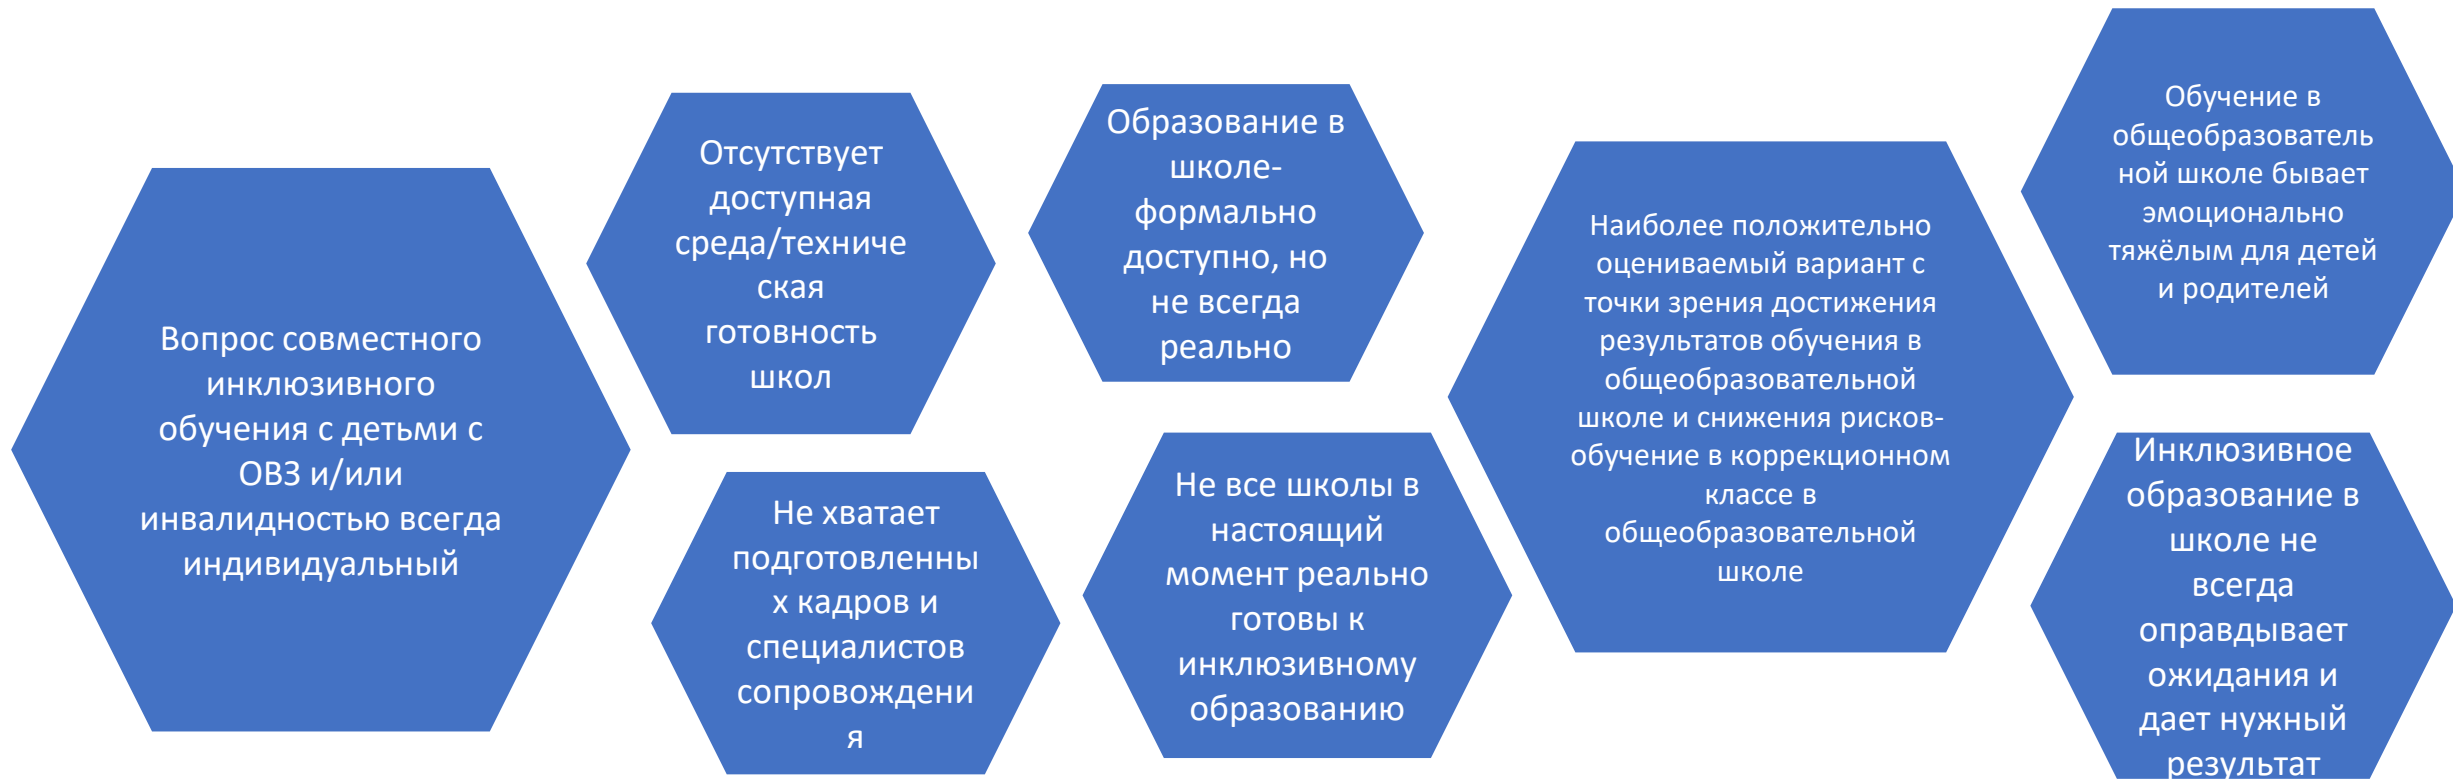 Вопрос совместного
инклюзивного
обучения с детьми с
ОВЗ и/или
инвалидностью всегда
индивидуальный
Отсутствует
доступная
среда/техниче
ская
готовность
школ
Не хватает
подготовленны
х кадров и
специалистов
сопровождени
я
Образование в
школе-
формально
доступно, но
не всегда
реально
Не все школы в
настоящий
момент реально
готовы к
инклюзивному
образованию
Наиболее положительно
оцениваемый вариант с
точки зрения достижения
результатов обучения в
общеобразовательной
школе и снижения рисков-
обучение в коррекционном
классе в
общеобразовательной
школе
Обучение в
общеобразователь
ной школе бывает
эмоционально
тяжёлым для детей
и родителей
Инклюзивное
образование в
школе не
всегда
оправдывает
ожидания и
дает нужный
результат